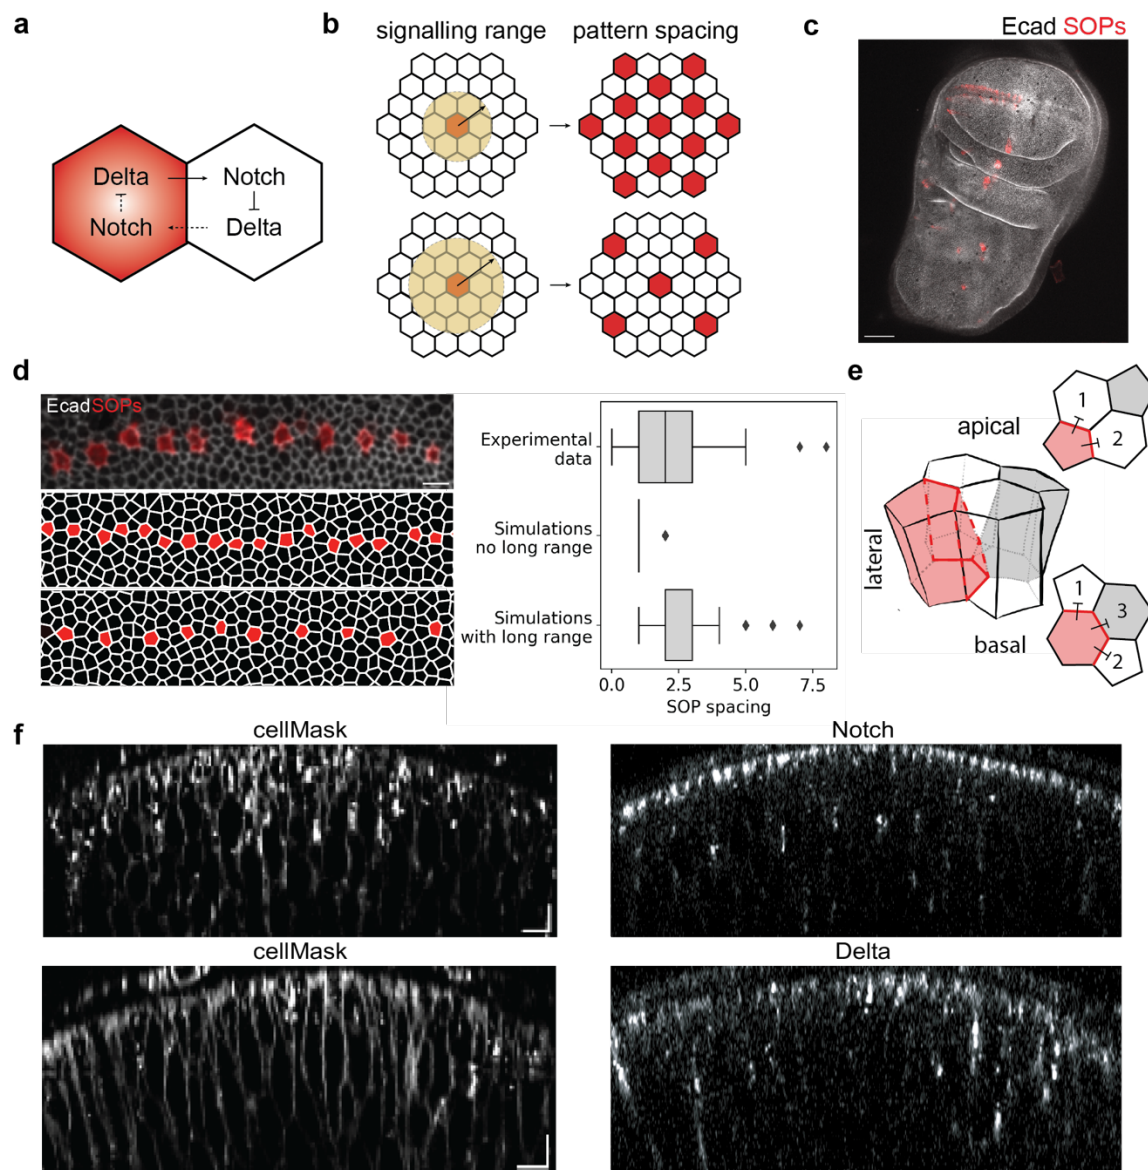 a
Delta
Notch
Notch
Delta
b
signalling range
pattern spacing
c
Ecad SOPs
d
EcadSOPs
Experimental
data
Simulations
no long range
Simulations
with long range
0.0
2.5
5.0
7.5
SOP spacing
e
1
2
apical
lateral
basal
1
3
2
f
cellMask
Notch
cellMask
Delta